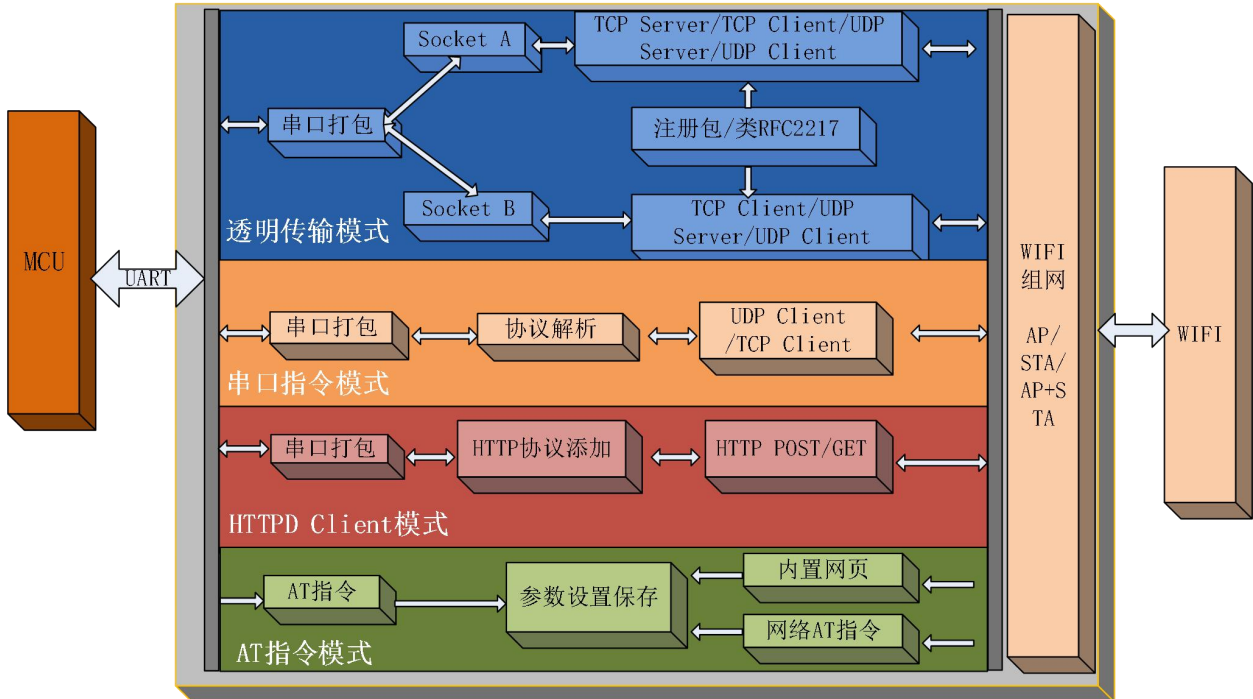 MCU
UART
Socket A
TCP Server/TCP Client/UDP
Server/UDP Client
串口打包
注册包/类RFC2217
Socket B
TCP Client/UDP
Server/UDP Client
透明传输模式
串口打包
协议解析
UDP Client
/TCP Client
串口指令模式
串口打包
HTTP协议添加
HTTP POST/GET
HTTPD Client模式
AT指令
参数设置保存
内置网页
网络AT指令
AT指令模式
WIFI
组网
AP/
STA/
AP+S
TA
WIFI